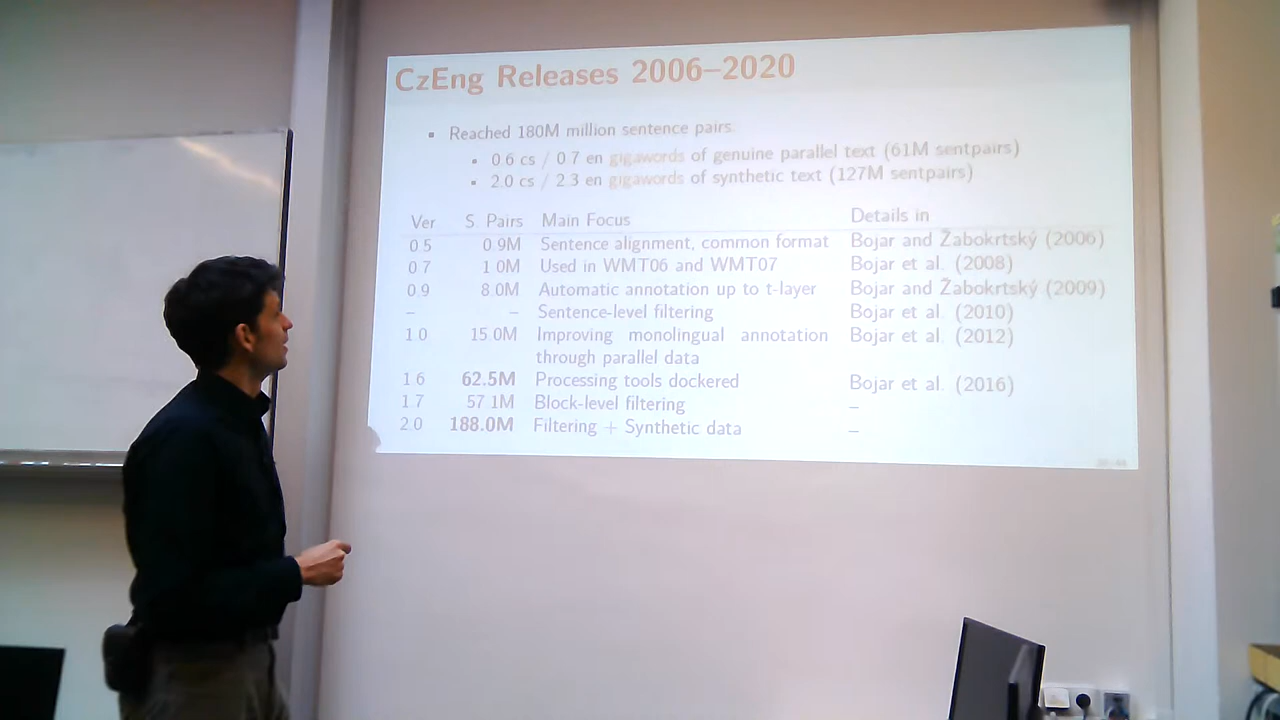 CzEng Releases 2006–2020
▪ Reached 180M million sentence pairs.
▪ 0.6 cs / 0.7 en gigawords of genuine parallel text (61M sentpairs)
▪ 2.0 cs / 2.3 en gigawords of synthetic text (127M sentpairs)
Ver S. Pairs Main Focus Details in
0.5 0.9M Sentence alignment, common format Bojar and Žabokrtský (2006)
0.7 1.0M Used in WMT06 and WMT07 Bojar et al. (2008)
0.9 8.0M Automatic annotation up to t-layer Bojar and Žabokrtský (2009)
– – Sentence-level filtering Bojar et al. (2010)
1.0 15.0M Improving monolingual annotation Bojar et al. (2012)
through parallel data
1.6 62.5M Processing tools dockered Bojar et al. (2016)
1.7 57.1M Block-level filtering –
2.0 188.0M Filtering + Synthetic data –